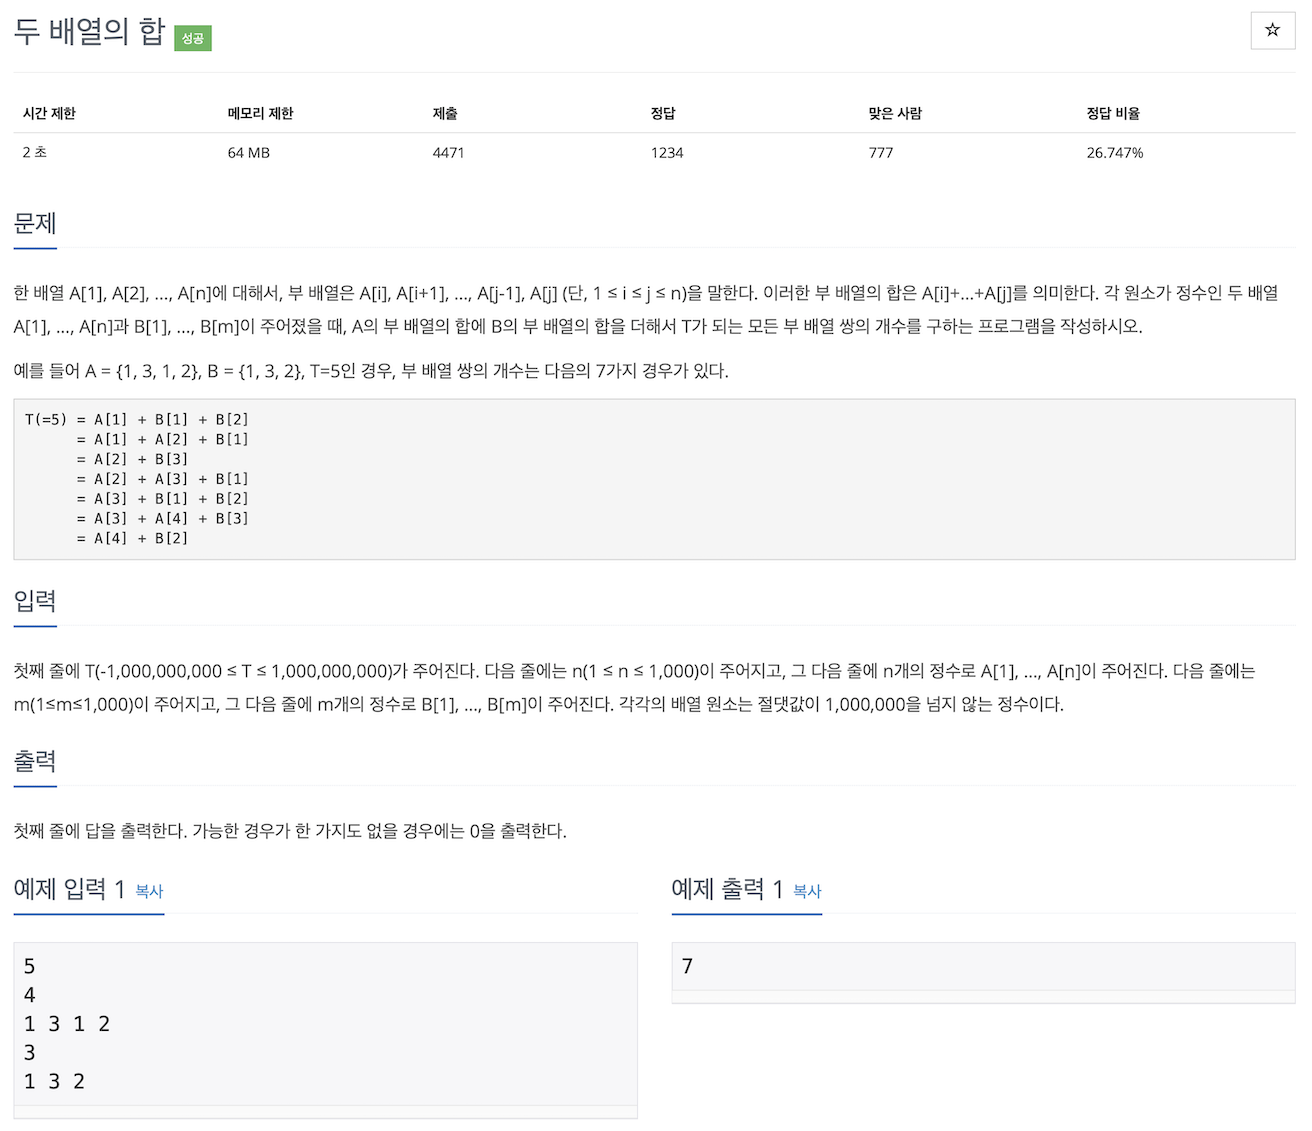 두 배열의 합 성공
☆
시간 제한 메모리 제한 제출 정답 맞은 사람 정답 비율
2 초 64 MB 4471 1234 777 26.747%
문제
한 배열 A[1], A[2], ..., A[n]에 대해서, 부 배열은 A[i], A[i+1], ..., A[j-1], A[j] (단, 1 ≤ i ≤ j ≤ n)을 말한다. 이러한 부 배열의 합은 A[i]+...+A[j]를 의미한다. 각 원소가 정수인 두 배열
A[1], ..., A[n]과 B[1], ..., B[m]이 주어졌을 때, A의 부 배열의 합에 B의 부 배열의 합을 더해서 T가 되는 모든 부 배열 쌍의 개수를 구하는 프로그램을 작성하시오.
예를 들어 A = {1, 3, 1, 2}, B = {1, 3, 2}, T=5인 경우, 부 배열 쌍의 개수는 다음의 7가지 경우가 있다.
T(=5) = A[1] + B[1] + B[2]
= A[1] + A[2] + B[1]
= A[2] + B[3]
= A[2] + A[3] + B[1]
= A[3] + B[1] + B[2]
= A[3] + A[4] + B[3]
= A[4] + B[2]
입력
첫째 줄에 T(-1,000,000,000 ≤ T ≤ 1,000,000,000)가 주어진다. 다음 줄에는 n(1 ≤ n ≤ 1,000)이 주어지고, 그 다음 줄에 n개의 정수로 A[1], ..., A[n]이 주어진다. 다음 줄에는
m(1≤m≤1,000)이 주어지고, 그 다음 줄에 m개의 정수로 B[1], ..., B[m]이 주어진다. 각각의 배열 원소는 절댓값이 1,000,000을 넘지 않는 정수이다.
출력
첫째 줄에 답을 출력한다. 가능한 경우가 한 가지도 없을 경우에는 0을 출력한다.
예제 입력 1 복사
5
4
1 3 1 2
3
1 3 2
예제 출력 1 복사
7